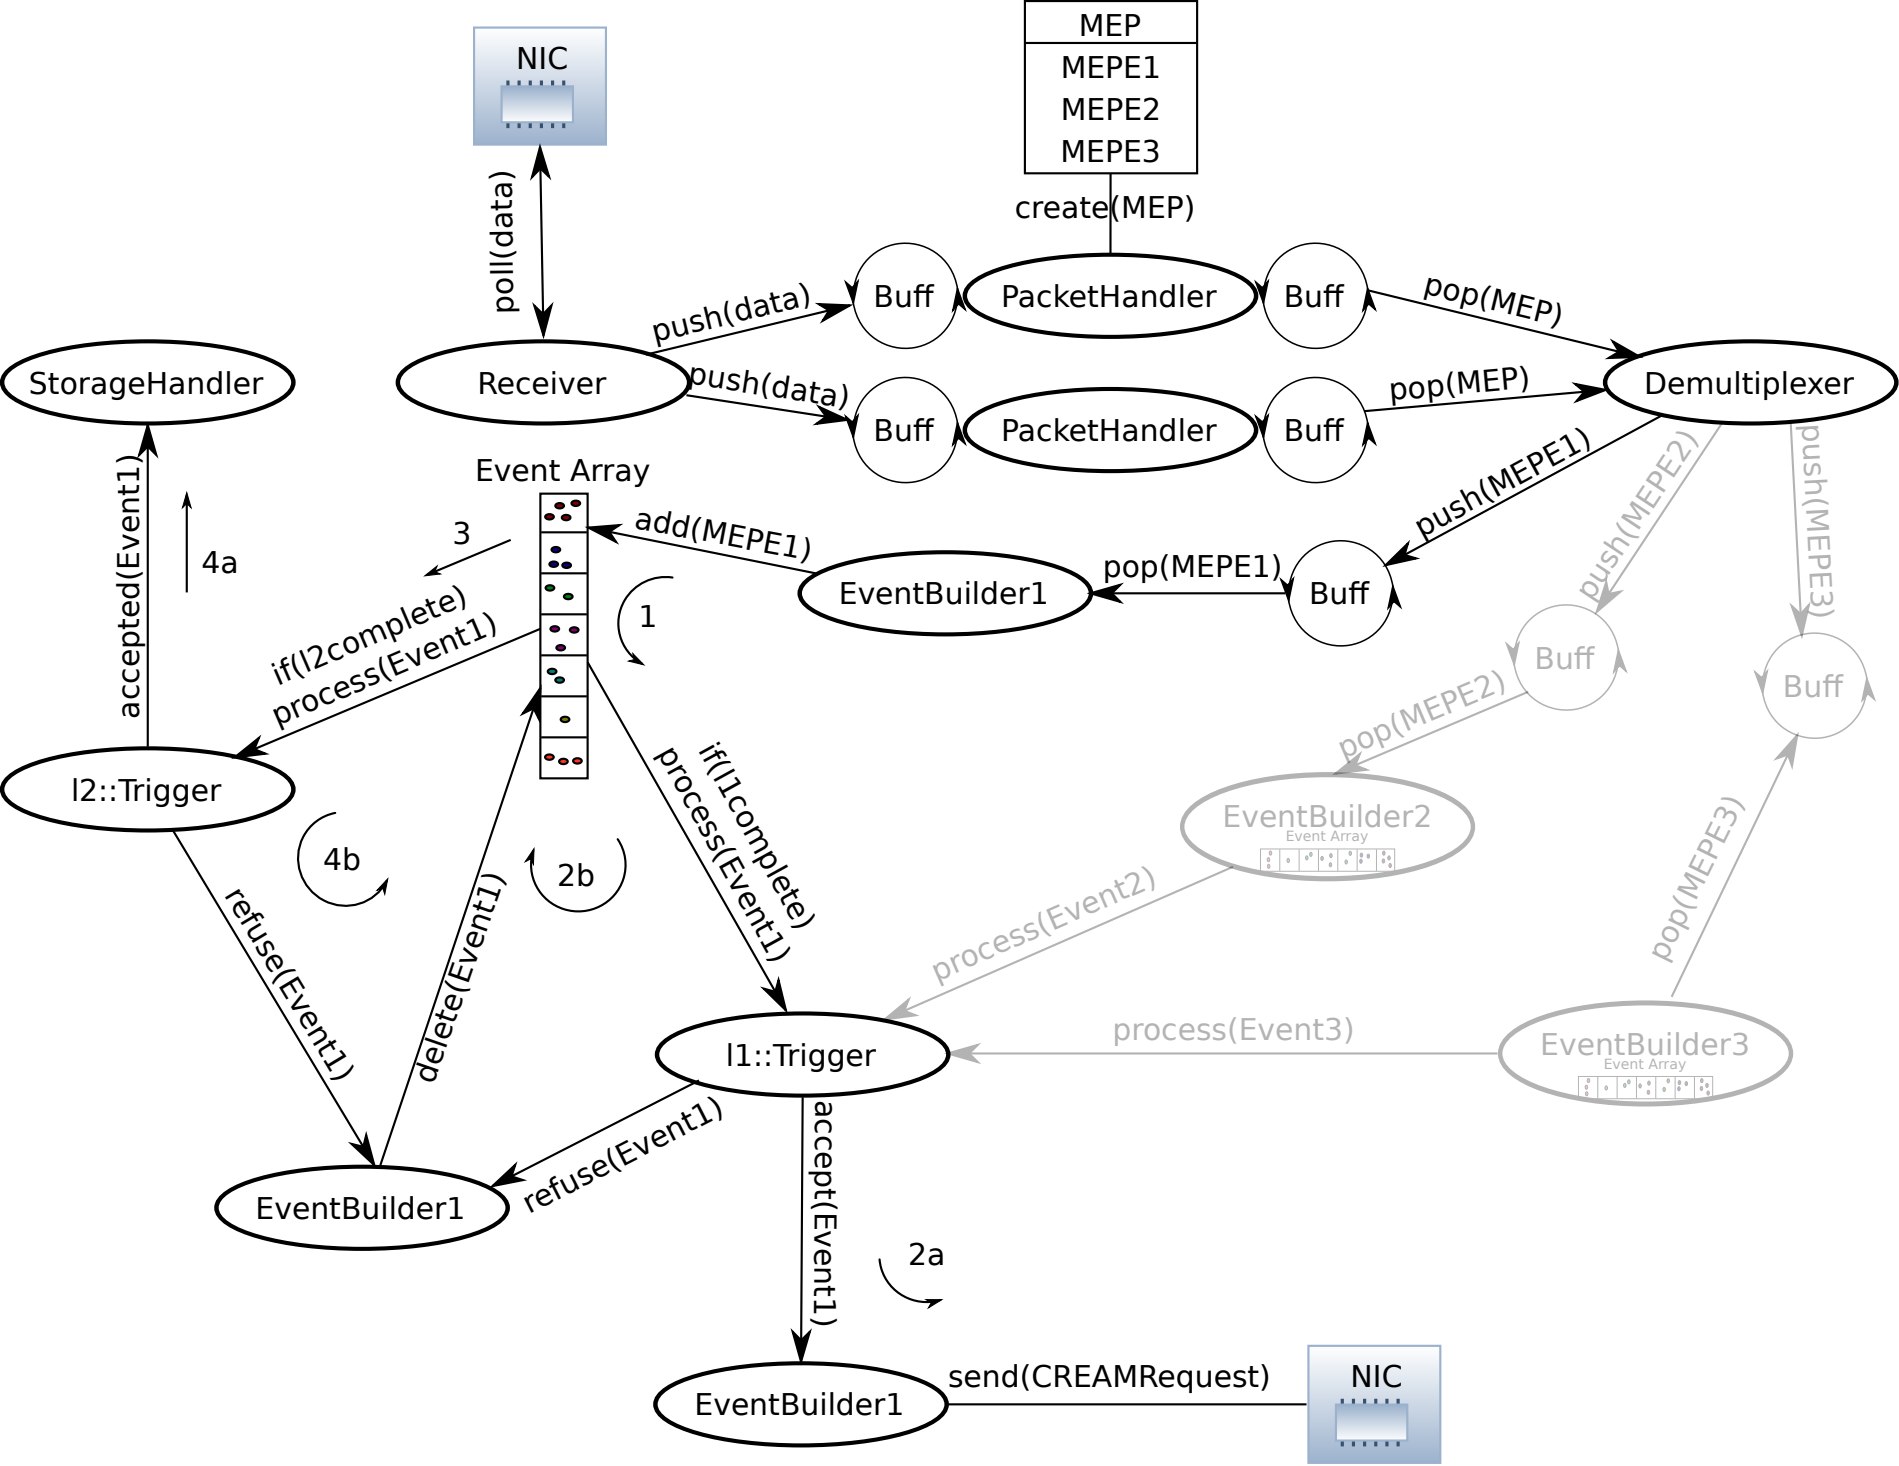 NIC
MEP
MEPE1
MEPE2
MEPE3
create(MEP)
poll(data)
push(data)
Buff
PacketHandler
Buff
pop(MEP)
StorageHandler
Receiver
push(data)
Buff
PacketHandler
Buff
pop(MEP)
Demultiplexer
accepted(Event1)
4a
3
Event Array
add(MEPE1)
EventBuilder1
pop(MEPE1)
Buff
push(MEPE1)
push(MEPE2)
push(MEPE3)
if(l2complete)
process(Event1)
1
Buff
Buff
pop(MEPE2)
pop(MEPE3)
l2::Trigger
4b
2b
if(l1complete)
process(Event1)
EventBuilder2
Event Array
process(Event2)
refuse(Event1)
delete(Event1)
l1::Trigger
process(Event3)
EventBuilder3
Event Array
refuse(Event1)
accept(Event1)
EventBuilder1
2a
EventBuilder1
send(CREAMRequest)
NIC